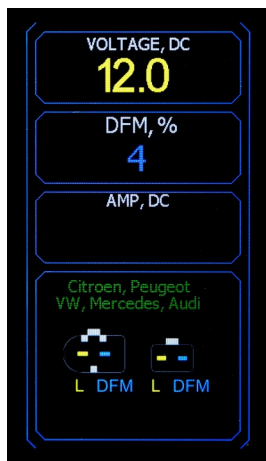 VOLTAGE, DC
12.0
DFM, %
4
AMP, DC
Citroen, Peugeot
VW, Mercedes, Audi
L DFM L DFM